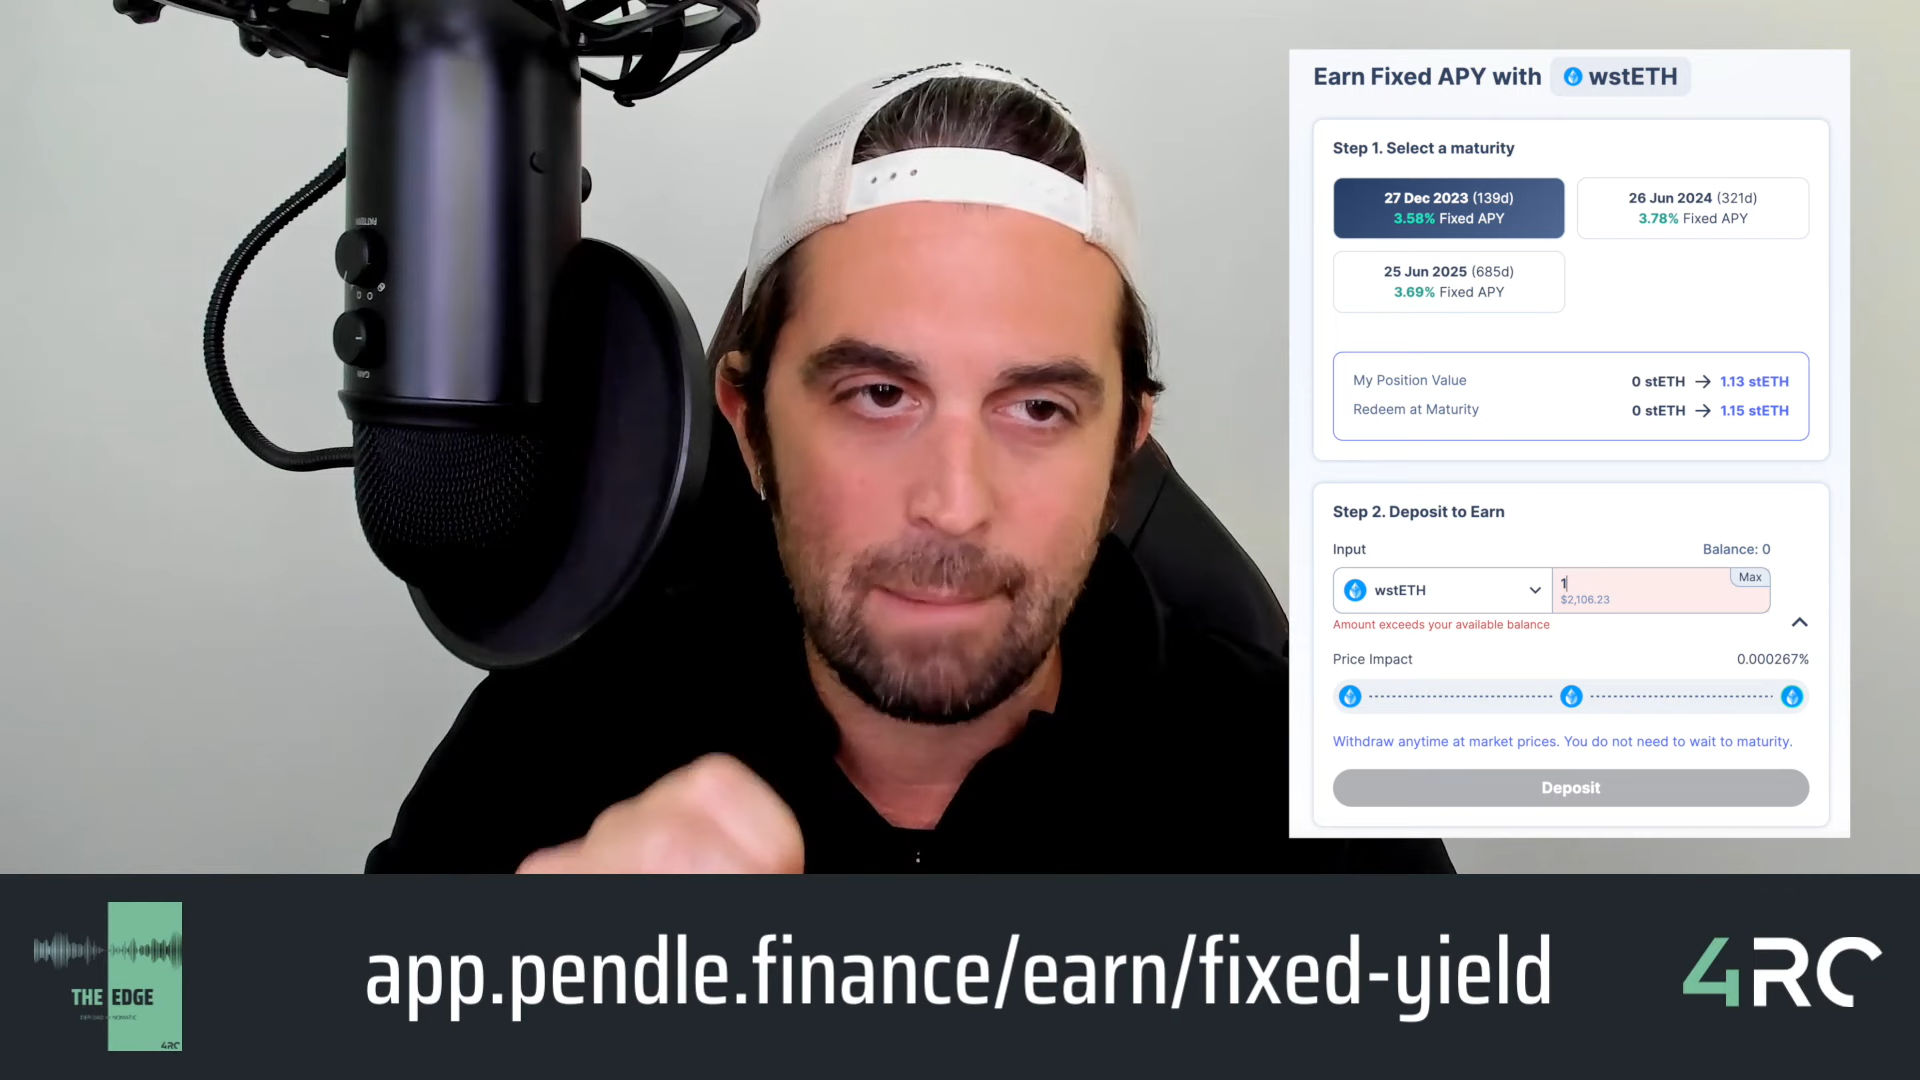 Earn Fixed APY with wstETH
Step 1. Select a maturity
27 Dec 2023 (139d)
3.58% Fixed APY
26 Jun 2024 (321d)
3.78% Fixed APY
25 Jun 2025 (685d)
3.69% Fixed APY
My Position Value 0 stETH → 1.13 stETH
Redeem at Maturity 0 stETH → 1.15 stETH
Step 2. Deposit to Earn
Input Balance: 0
wstETH
1
Max
$2,106.23
Amount exceeds your available balance
Price Impact 0.000267%
Withdraw anytime at market prices. You do not need to wait to maturity.
Deposit
PATTERN
GAIN
THE EDGE
4RC
app.pendle.finance/earn/fixed-yield
4RC